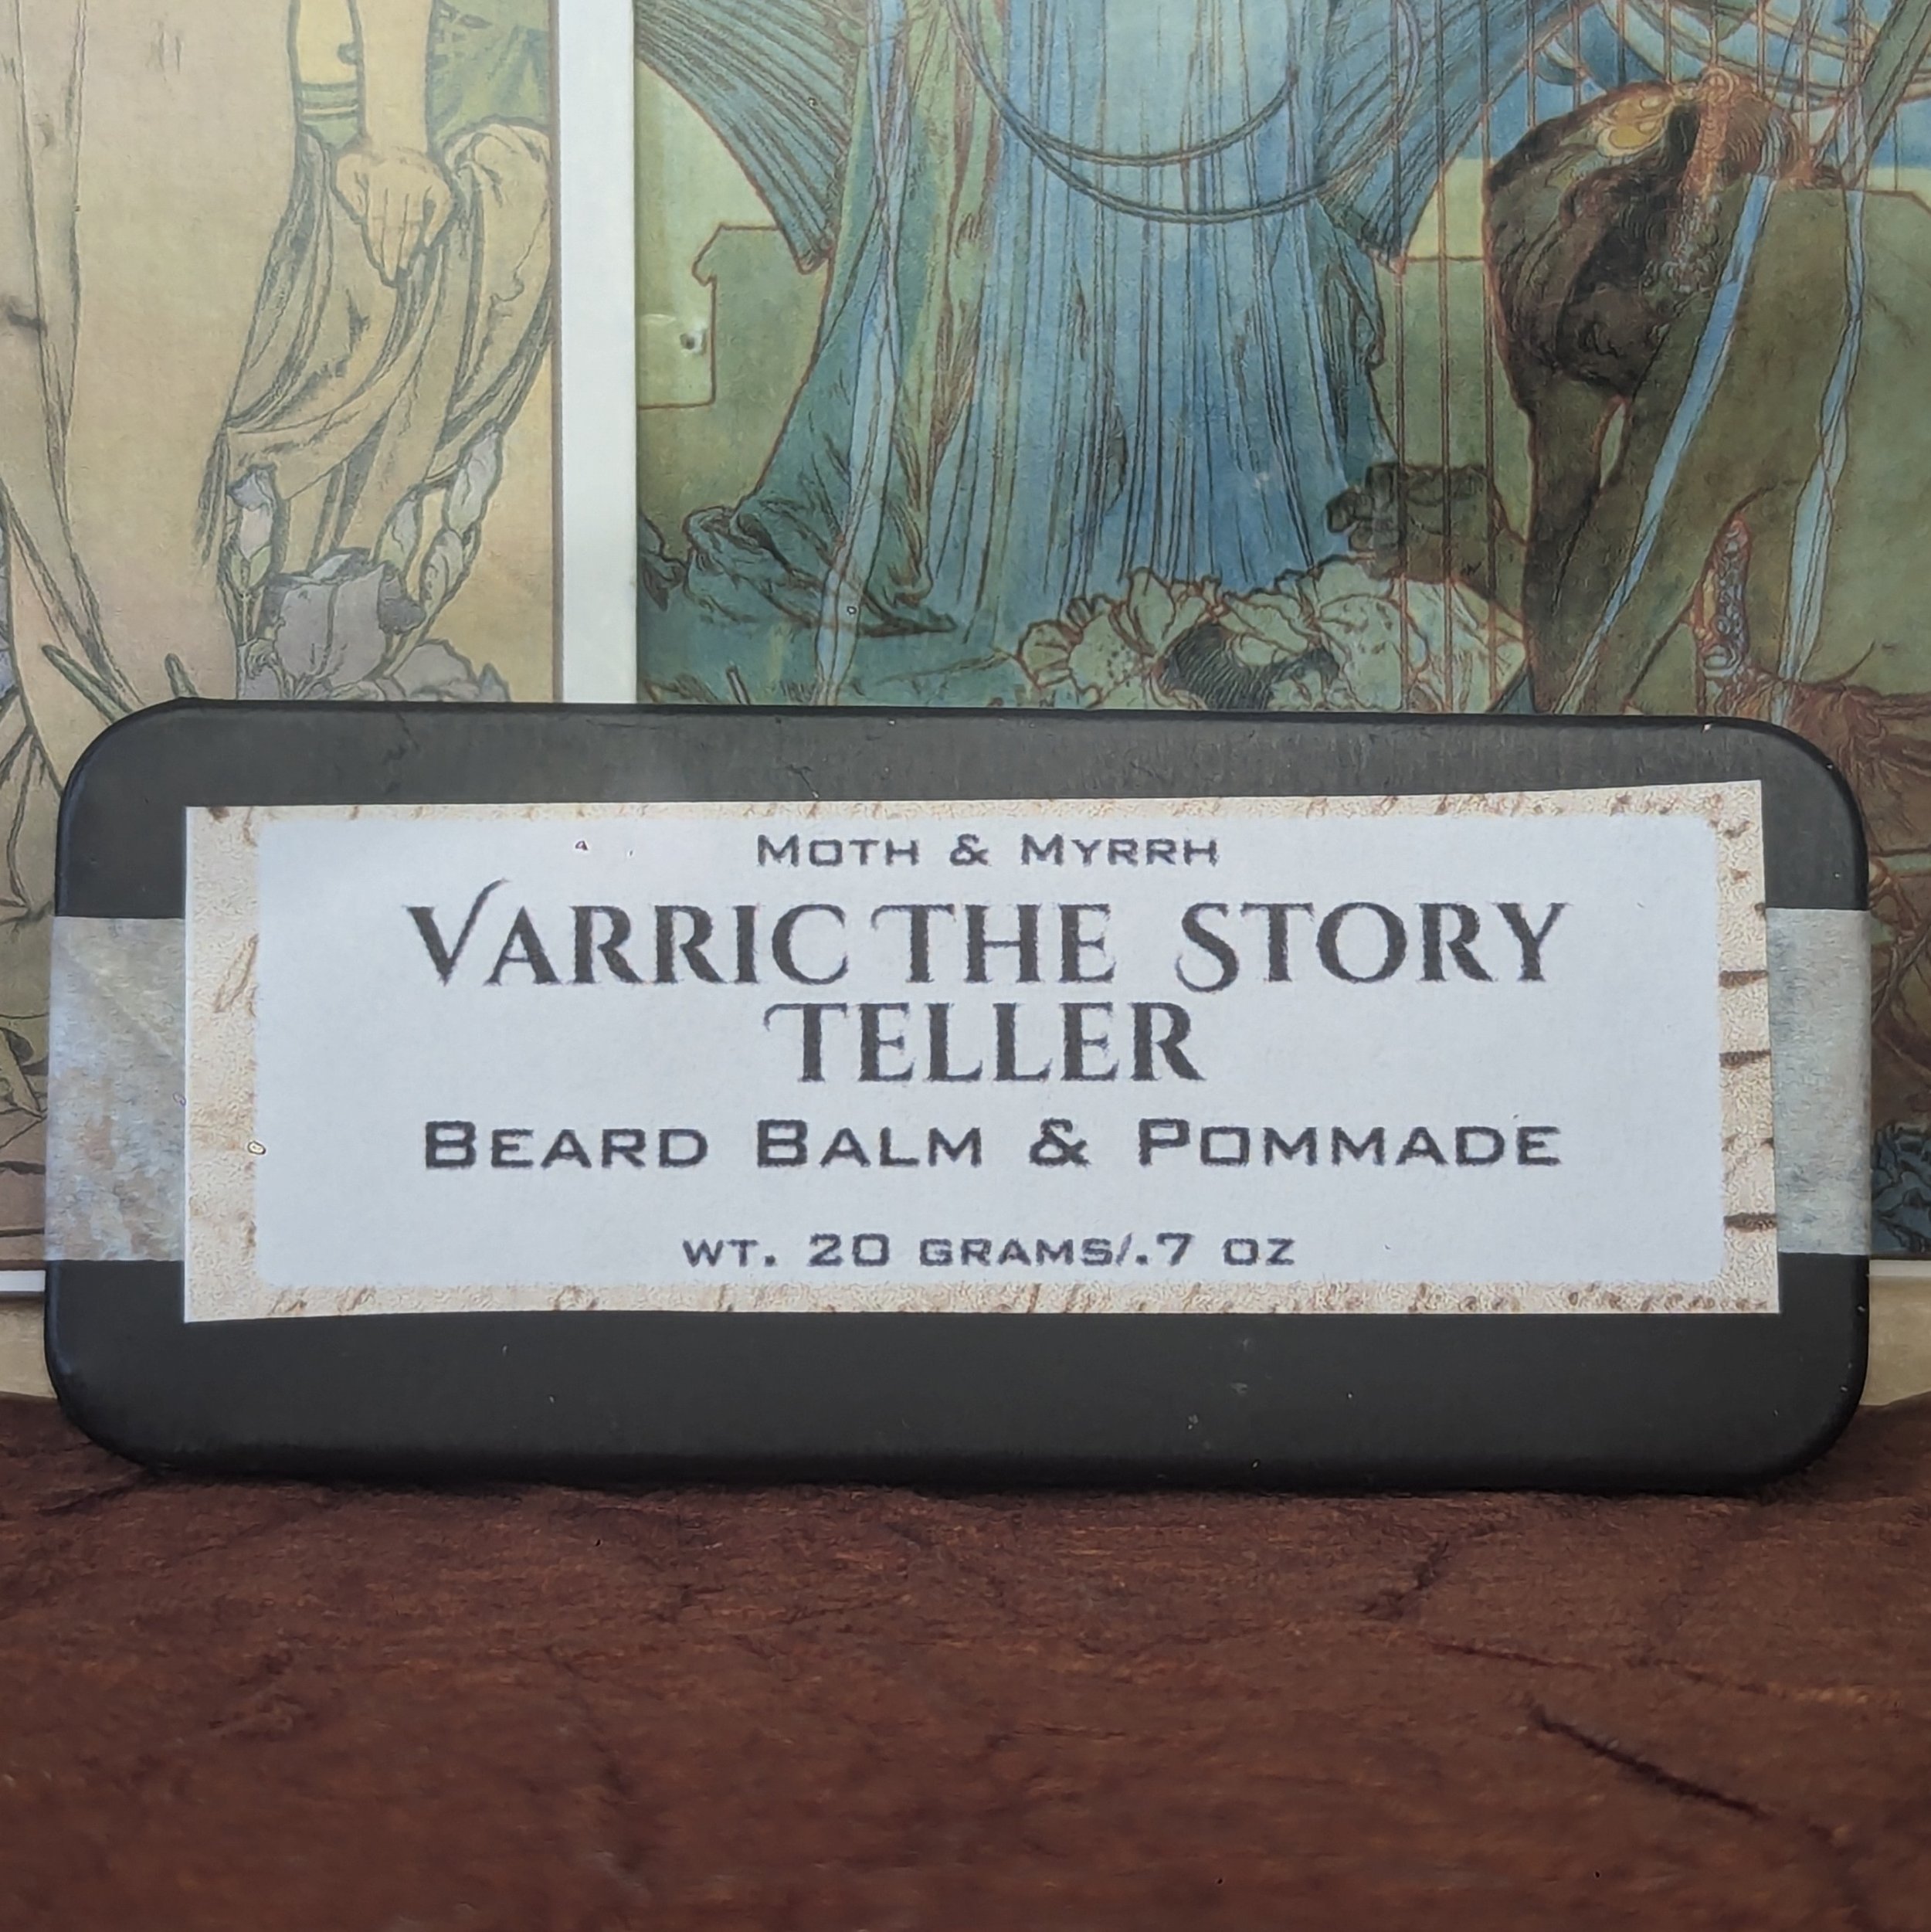 Moth & Myrrh
Varric The Story
Teller
Beard Balm & Pommade
wt. 20 grams/.7 oz